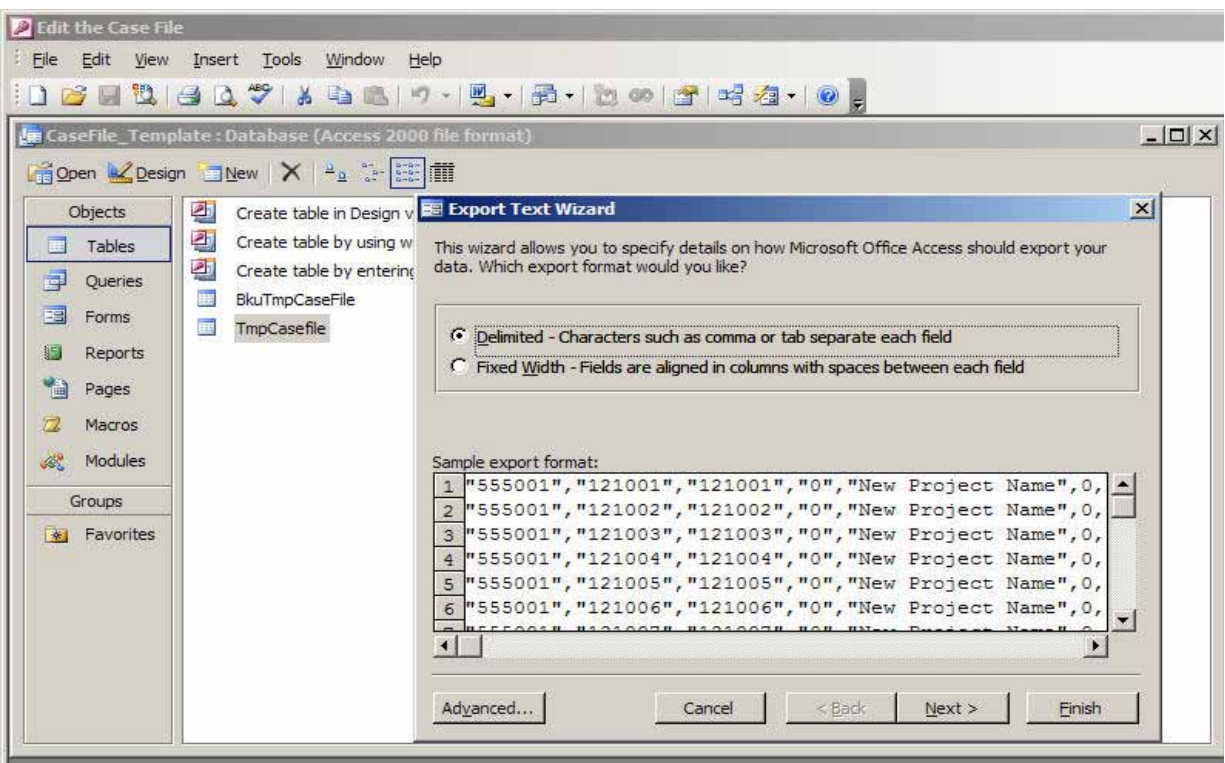 Edit the Case File
File Edit View Insert Tools Window Help
CaseFile_Template : Database (Access 2000 file format)
Open Design New
Objects
Tables
Queries
Forms
Reports
Pages
Macros
Modules
Groups
Favorites
Create table in Design v
Create table by using w
Create table by entering
BkuTmpCaseFile
TmpCasefile
Export Text Wizard
This wizard allows you to specify details on how Microsoft Office Access should export your
data. Which export format would you like?
Delimited - Characters such as comma or tab separate each field
Fixed Width - Fields are aligned in columns with spaces between each field
Sample export format:
1 "555001","121001","121001","0","New Project Name",0,
2 "555001","121002","121002","0","New Project Name",0,
3 "555001","121003","121003","0","New Project Name",0,
4 "555001","121004","121004","0","New Project Name",0,
5 "555001","121005","121005","0","New Project Name",0,
6 "555001","121006","121006","0","New Project Name",0,
Advanced... Cancel < Back Next > Finish